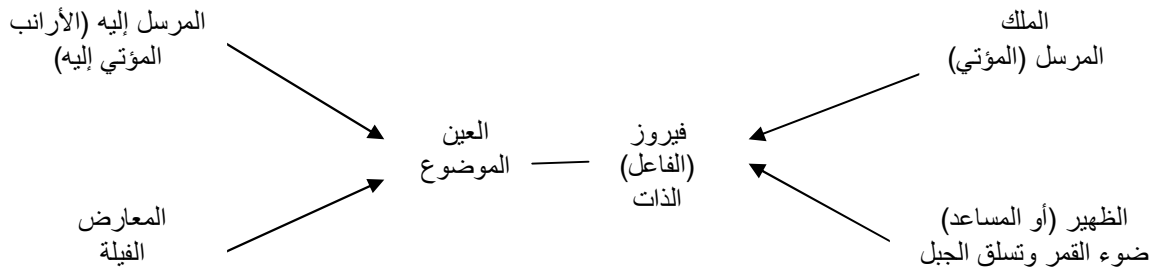 الملك
المرسل (المؤتي)
المرسل إليه (الأرانب
المؤتي إليه)
فيروز
(الفاعل)
الذات
العين
الموضوع
الظهير (أو المساعد)
ضوء القمر وتسلق الجبل
المعارض
الفيلة